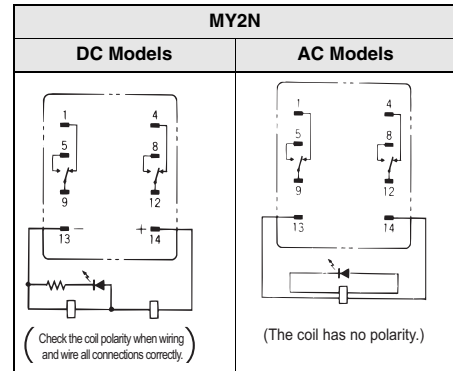 MY2N
DC Models AC Models
1 4
5 8
9 12
13 − + 14
(Check the coil polarity when wiring
and wire all connections correctly.)
1 4
5 8
9 12
13 14
(The coil has no polarity.)